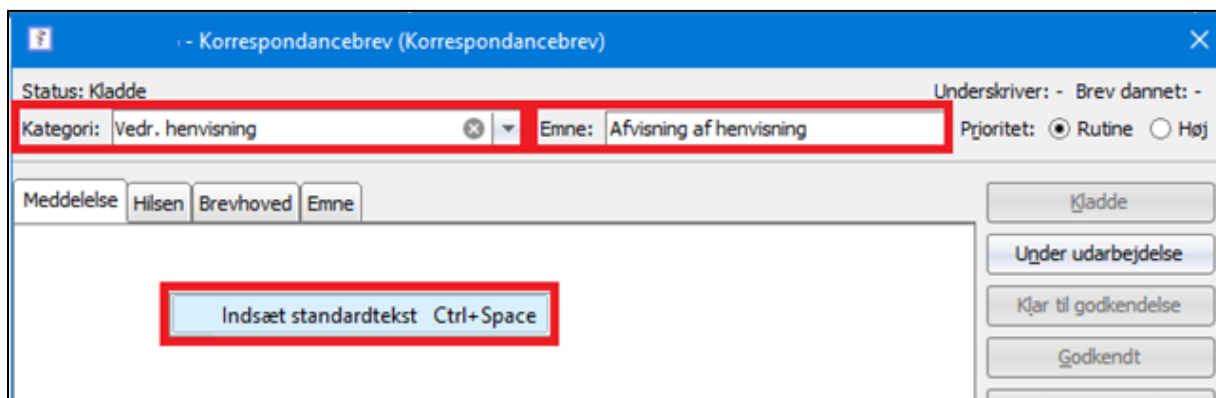 - Korrespondancebrev (Korrespondancebrev)
Status: Kladde Underskriver: - Brev dannet: -
Kategori: Vedr. henvisning Emne: Afvisning af henvisning Prioritet: Rutine Høj
Meddelelse Hilsen Brevhoved Emne
Kladde
Under udarbejdelse
Indsæt standardtekst Ctrl+Space
Klar til godkendelse
Godkendt